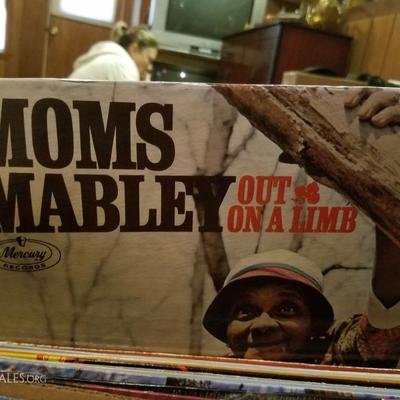 MOMS
MABLEY
OUT
ON A LIMB
Mercury
RECORDS
ALES.ORG